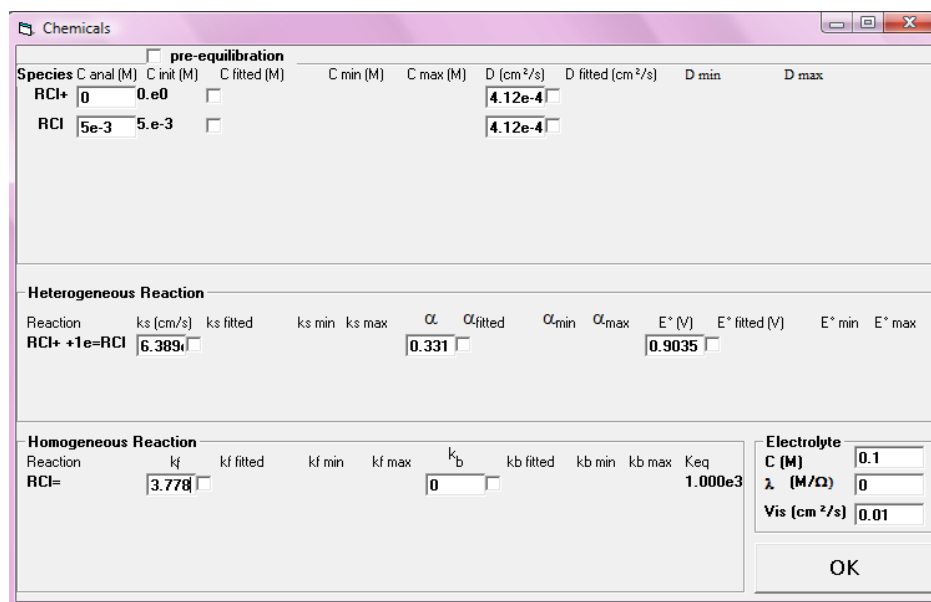 Chemicals
pre-equilibration
Species C anal (M) C init (M) C fitted (M) C min (M) C max (M) D (cm²/s) D fitted (cm²/s) D min D max
RCl+ 0 0.e0 4.12e-4
RCl 5e-3 5.e-3 4.12e-4
Heterogeneous Reaction
Reaction ks (cm/s) ks fitted ks min ks max α αfitted αmin αmax E° (V) E° fitted (V) E° min E° max
RCl+ +1e=RCl 6.389 0.331 0.9035
Homogeneous Reaction
Reaction kf kf fitted kf min kf max kb kb fitted kb min kb max Keq
RCl= 3.778 0 1.000e3
Electrolyte
C (M) 0.1
λ (M/Ω) 0
Vis (cm²/s) 0.01
OK